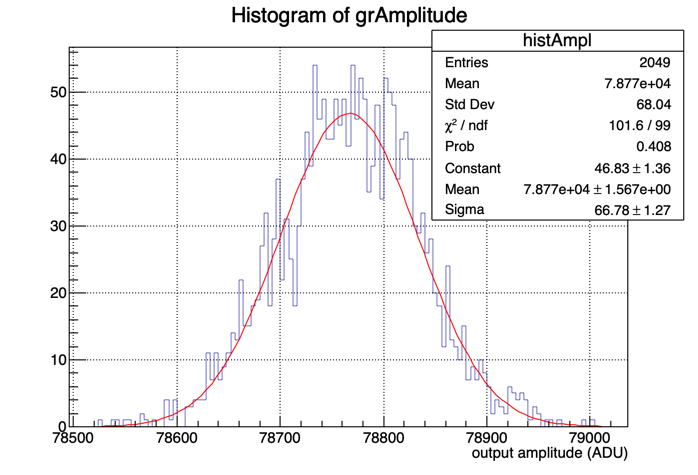 Histogram of grAmplitude
histAmpl
Entries 2049
Mean 7.877e+04
Std Dev 68.04
χ² / ndf 101.6 / 99
Prob 0.408
Constant 46.83 ± 1.36
Mean 7.877e+04 ± 1.567e+00
Sigma 66.78 ± 1.27
50
40
30
20
10
0
78500 78600 78700 78800 78900 79000
output amplitude (ADU)